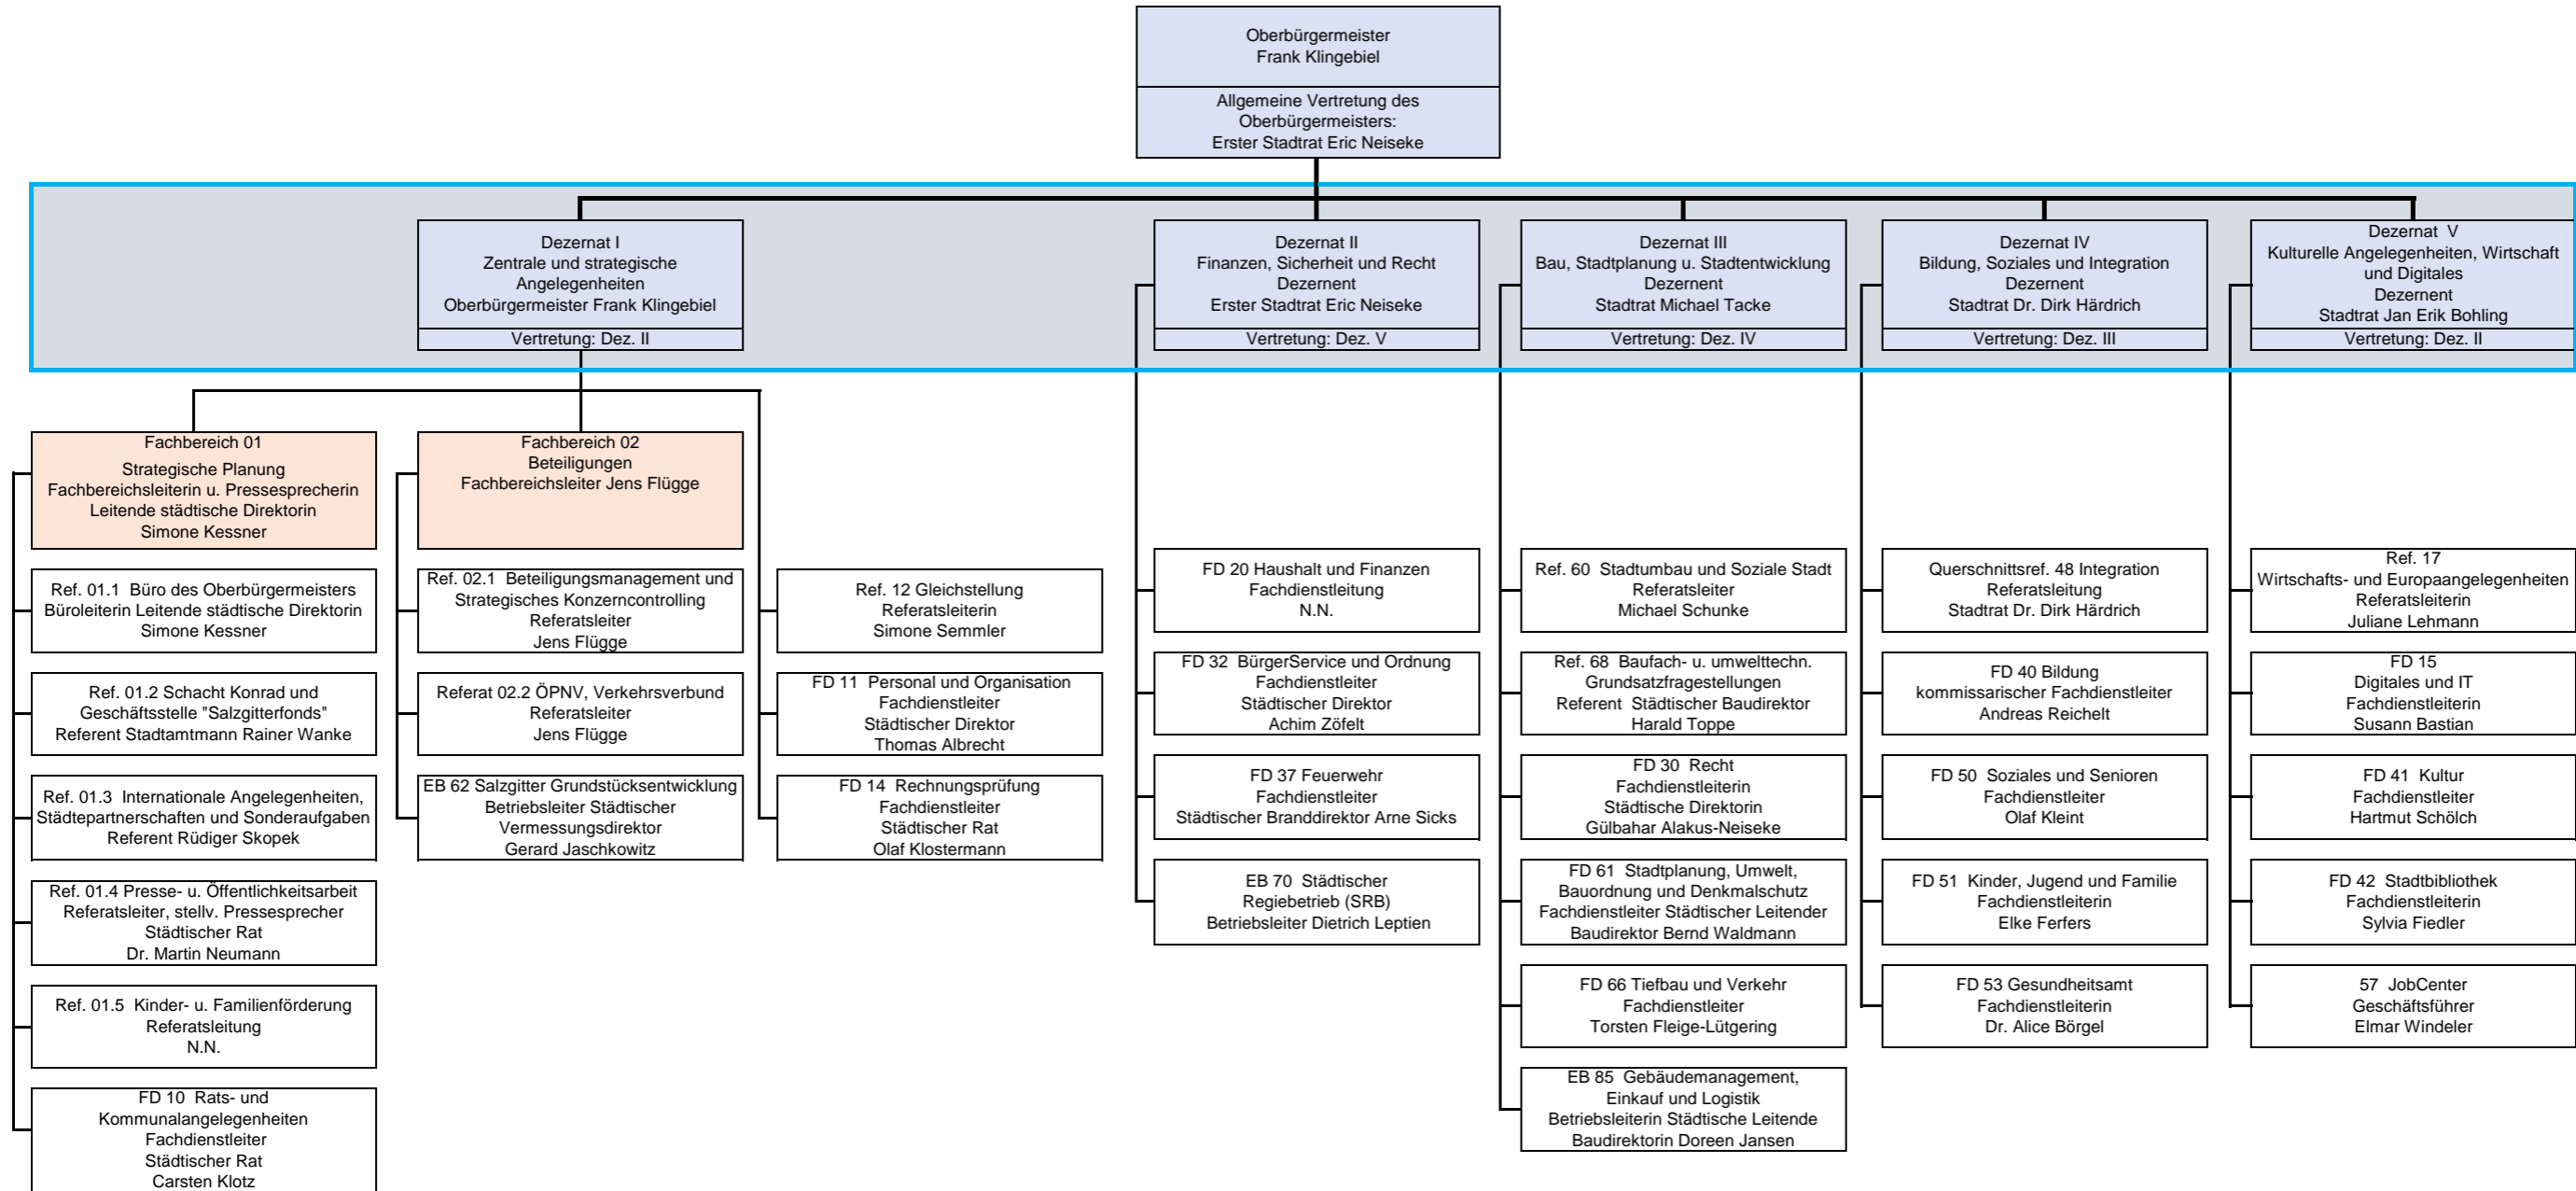 Oberbürgermeister
Frank Klingebiel
Allgemeine Vertretung des
Oberbürgermeisters:
Erster Stadtrat Eric Neiseke
Dezernat I
Zentrale und strategische
Angelegenheiten
Oberbürgermeister Frank Klingebiel
Vertretung: Dez. II
Dezernat II
Finanzen, Sicherheit und Recht
Dezernent
Erster Stadtrat Eric Neiseke
Vertretung: Dez. V
Dezernat III
Bau, Stadtplanung u. Stadtentwicklung
Dezernent
Stadtrat Michael Tacke
Vertretung: Dez. IV
Dezernat IV
Bildung, Soziales und Integration
Dezernent
Stadtrat Dr. Dirk Härdrich
Vertretung: Dez. III
Dezernat V
Kulturelle Angelegenheiten, Wirtschaft
und Digitales
Dezernent
Stadtrat Jan Erik Bohling
Vertretung: Dez. II
Fachbereich 01
Strategische Planung
Fachbereichsleiterin u. Pressesprecherin
Leitende städtische Direktorin
Simone Kessner
Ref. 01.1 Büro des Oberbürgermeisters
Büroleiterin Leitende städtische Direktorin
Simone Kessner
Ref. 01.2 Schacht Konrad und
Geschäftsstelle "Salzgitterfonds"
Referent Stadtamtmann Rainer Wanke
Ref. 01.3 Internationale Angelegenheiten,
Städtepartnerschaften und Sonderaufgaben
Referent Rüdiger Skopek
Ref. 01.4 Presse- u. Öffentlichkeitsarbeit
Referatsleiter, stellv. Pressesprecher
Städtischer Rat
Dr. Martin Neumann
Ref. 01.5 Kinder- u. Familienförderung
Referatsleitung
N.N.
FD 10 Rats- und
Kommunalangelegenheiten
Fachdienstleiter
Städtischer Rat
Carsten Klotz
Fachbereich 02
Beteiligungen
Fachbereichsleiter Jens Flügge
Ref. 02.1 Beteiligungsmanagement und
Strategisches Konzerncontrolling
Referatsleiter
Jens Flügge
Referat 02.2 ÖPNV, Verkehrsverbund
Referatsleiter
Jens Flügge
EB 62 Salzgitter Grundstücksentwicklung
Betriebsleiter Städtischer
Vermessungsdirektor
Gerard Jaschkowitz
Ref. 12 Gleichstellung
Referatsleiterin
Simone Semmler
FD 11 Personal und Organisation
Fachdienstleiter
Städtischer Direktor
Thomas Albrecht
FD 14 Rechnungsprüfung
Fachdienstleiter
Städtischer Rat
Olaf Klostermann
FD 20 Haushalt und Finanzen
Fachdienstleitung
N.N.
FD 32 BürgerService und Ordnung
Fachdienstleiter
Städtischer Direktor
Achim Zöfelt
FD 37 Feuerwehr
Fachdienstleiter
Städtischer Branddirektor Arne Sicks
EB 70 Städtischer
Regiebetrieb (SRB)
Betriebsleiter Dietrich Leptien
Ref. 60 Stadtumbau und Soziale Stadt
Referatsleiter
Michael Schunke
Ref. 68 Baufach- u. umwelttechn.
Grundsatzfragestellungen
Referent Städtischer Baudirektor
Harald Toppe
FD 30 Recht
Fachdienstleiterin
Städtische Direktorin
Gülbahar Alakus-Neiseke
FD 61 Stadtplanung, Umwelt,
Bauordnung und Denkmalschutz
Fachdienstleiter Städtischer Leitender
Baudirektor Bernd Waldmann
FD 66 Tiefbau und Verkehr
Fachdienstleiter
Torsten Fleige-Lütgering
EB 85 Gebäudemanagement,
Einkauf und Logistik
Betriebsleiterin Städtische Leitende
Baudirektorin Doreen Jansen
Querschnittsref. 48 Integration
Referatsleitung
Stadtrat Dr. Dirk Härdrich
FD 40 Bildung
kommissarischer Fachdienstleiter
Andreas Reichelt
FD 50 Soziales und Senioren
Fachdienstleiter
Olaf Kleint
FD 51 Kinder, Jugend und Familie
Fachdienstleiterin
Elke Ferfers
FD 53 Gesundheitsamt
Fachdienstleiterin
Dr. Alice Börgel
Ref. 17
Wirtschafts- und Europaangelegenheiten
Referatsleiterin
Juliane Lehmann
FD 15
Digitales und IT
Fachdienstleiterin
Susann Bastian
FD 41 Kultur
Fachdienstleiter
Hartmut Schölch
FD 42 Stadtbibliothek
Fachdienstleiterin
Sylvia Fiedler
57 JobCenter
Geschäftsführer
Elmar Windeler